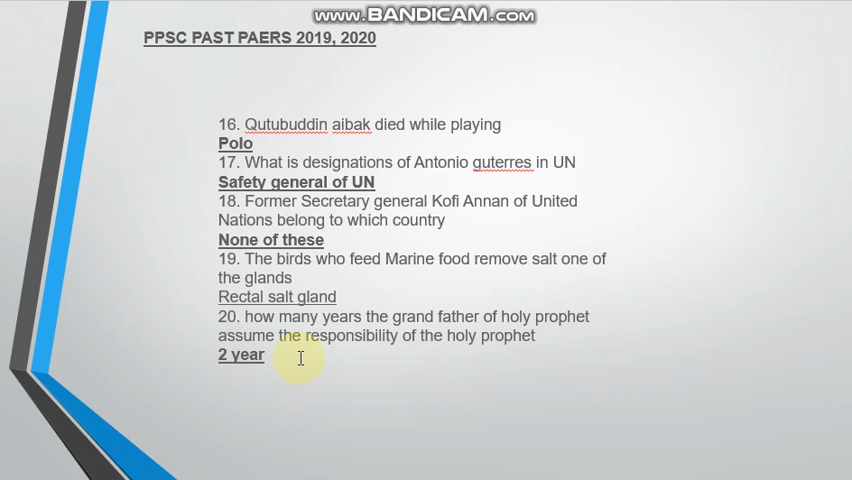 www.BANDICAM.com
PPSC PAST PAERS 2019, 2020
16. Qutubuddin aibak died while playing
Polo
17. What is designations of Antonio guterres in UN
Safety general of UN
18. Former Secretary general Kofi Annan of United
Nations belong to which country
None of these
19. The birds who feed Marine food remove salt one of
the glands
Rectal salt gland
20. how many years the grand father of holy prophet
assume the responsibility of the holy prophet
2 year